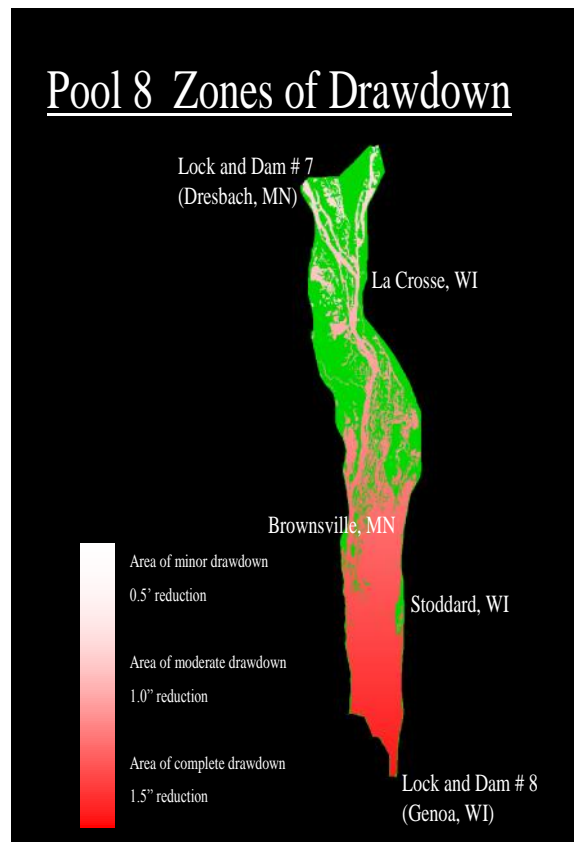 Pool 8 Zones of Drawdown
Lock and Dam # 7
(Dresbach, MN)
La Crosse, WI
Brownsville, MN
Area of minor drawdown
0.5’ reduction
Stoddard, WI
Area of moderate drawdown
1.0” reduction
Area of complete drawdown
1.5” reduction
Lock and Dam # 8
(Genoa, WI)